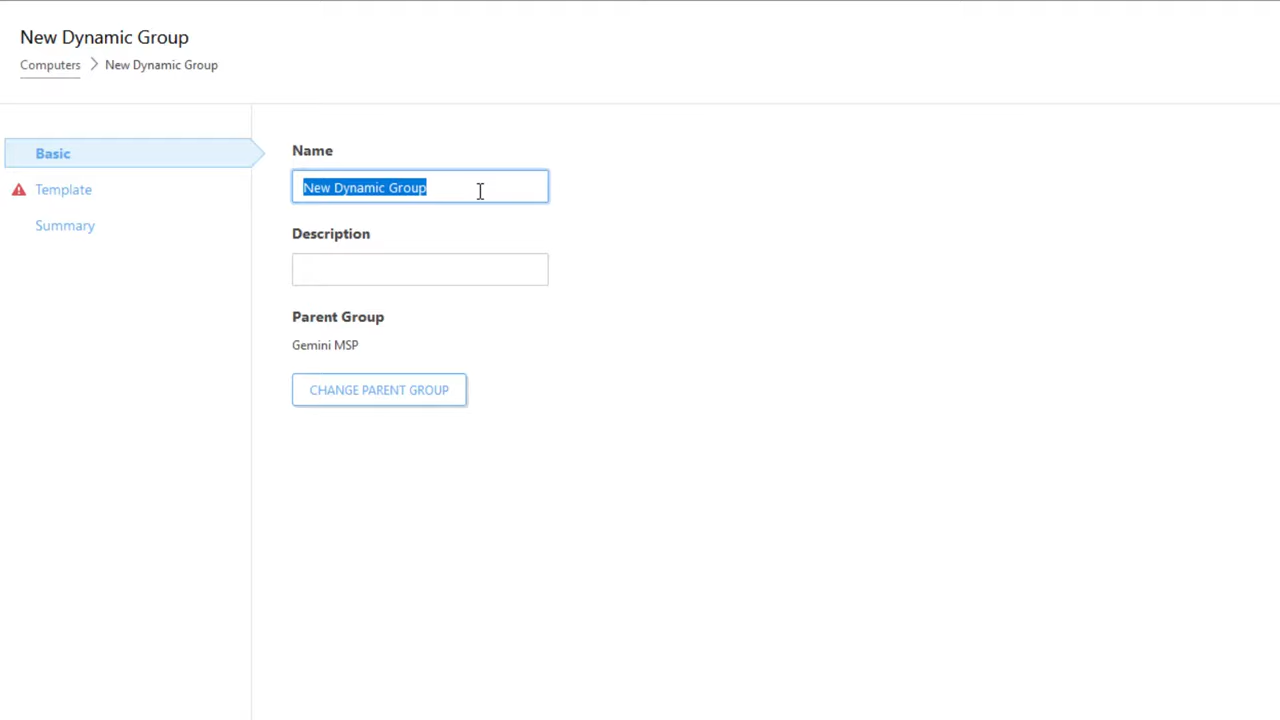 New Dynamic Group
Computers > New Dynamic Group
Basic
Template
Summary
Name
New Dynamic Group
Description
Parent Group
Gemini MSP
CHANGE PARENT GROUP